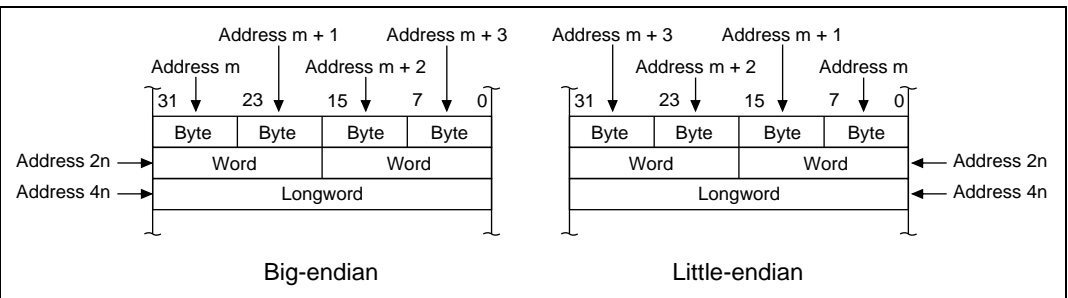 Address m + 1 Address m + 3 Address m + 3 Address m + 1
Address m Address m + 2 Address m + 2 Address m
31 23 15 7 0 31 23 15 7 0
Byte Byte Byte Byte Byte Byte Byte Byte
Address 2n Word Word Word Word Address 2n
Address 4n Longword Longword Address 4n
Big-endian Little-endian